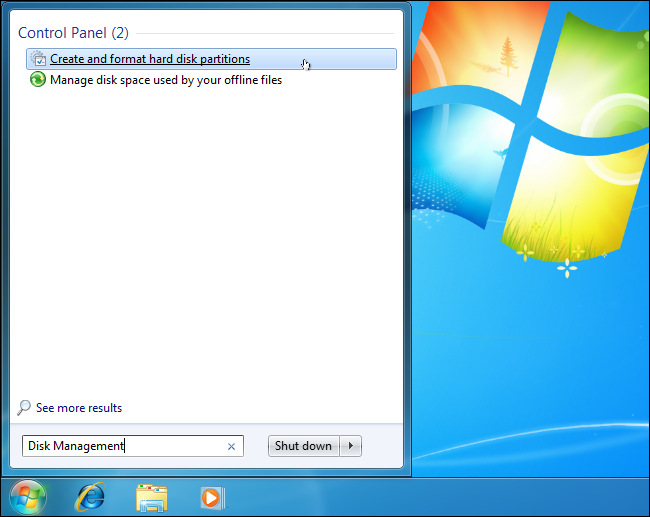 Control Panel (2)
Create and format hard disk partitions
Manage disk space used by your offline files
See more results
Disk Management
Shut down